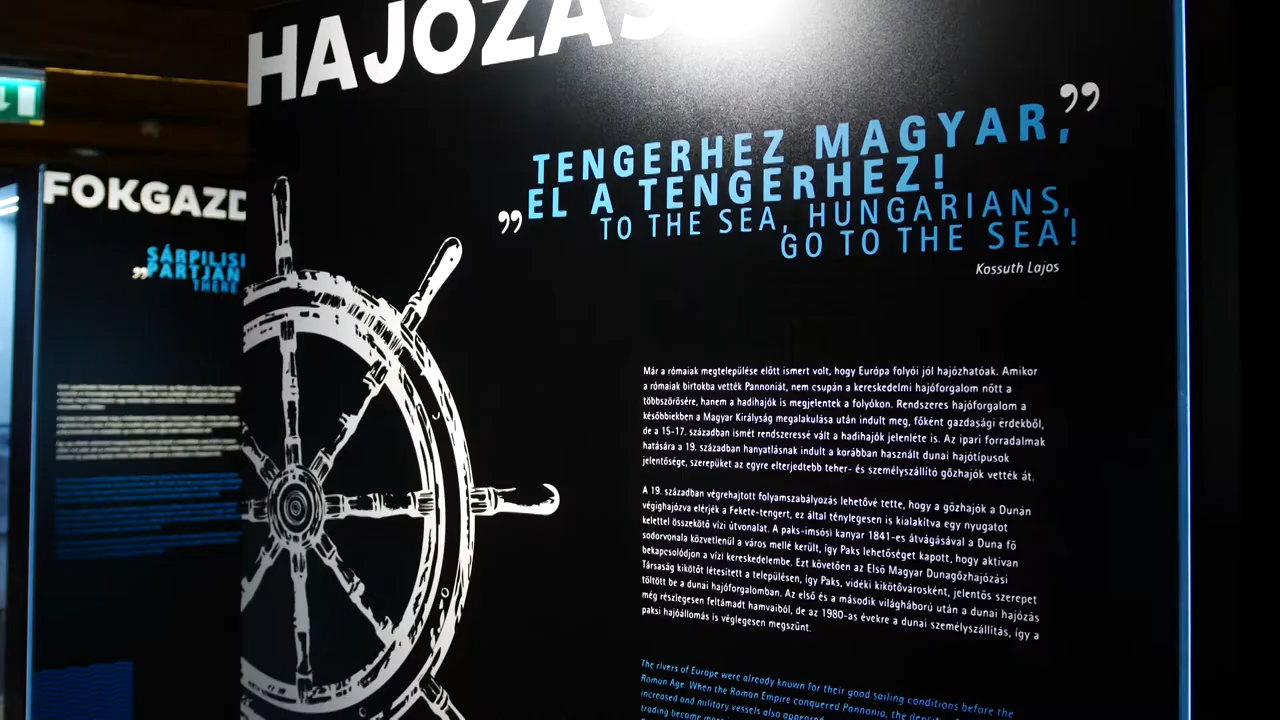 HAJÓZÁS
TENGERHEZ MAGYAR,”
„EL A TENGERHEZ!
TO THE SEA, HUNGARIANS,
GO TO THE SEA!
Kossuth Lajos
Már a rómaiak megtelepülése előtt ismert volt, hogy Európa folyói jól hajózhatóak. Amikor
a rómaiak birtokba vették Pannoniát, nem csupán a kereskedelmi hajóforgalom nőtt a
többszörösére, hanem a hadihajók is megjelentek a folyókon. Rendszeres hajóforgalom a
későbbiekben a Magyar Királyság megalakulása után indult meg, főként gazdasági érdekből,
de a 15-17. században ismét rendszeressé vált a hadihajók jelenléte is. Az ipari forradalmak
hatására a 19. században hanyatlásnak indult a korábban használt dunai hajótípusok
jelentősége, szerepüket az egyre elterjedtebb teher- és személyszállító gőzhajók vették át.
A 19. században végrehajtott folyamszabályozás lehetővé tette, hogy a gőzhajók a Dunán
végighajózva elérjék a Fekete-tengert, ez által ténylegesen is kialakítva egy nyugatot
kelettel összekötő vízi útvonalat. A paks-imsósi kanyar 1841-es átvágásával a Duna fő
sodorvonala közvetlenül a város mellé került, így Paks lehetőséget kapott, hogy aktivan
bekapcsolódjon a vízi kereskedelembe. Ezt követően az Első Magyar Dunagőzhajózási
Társaság kikötőt létesített a településen, így Paks, vidéki kikötővárosként, jelentős szerepet
töltött be a dunai hajóforgalomban. Az első és a második világháború után a dunai hajózás
még részlegesen feltámadt hamvaiból, de az 1980-as évekre a dunai személyszállítás, így a
paksi hajóállomás is véglegesen megszűnt.
The rivers of Europe were already known for their good sailing conditions before the
Roman Age. When the Roman Empire conquered Pannonia, the
increased and military vessels also appeared
trading became
FOKGAZD
SÁRPILISI
„PARTJÁN
THERE